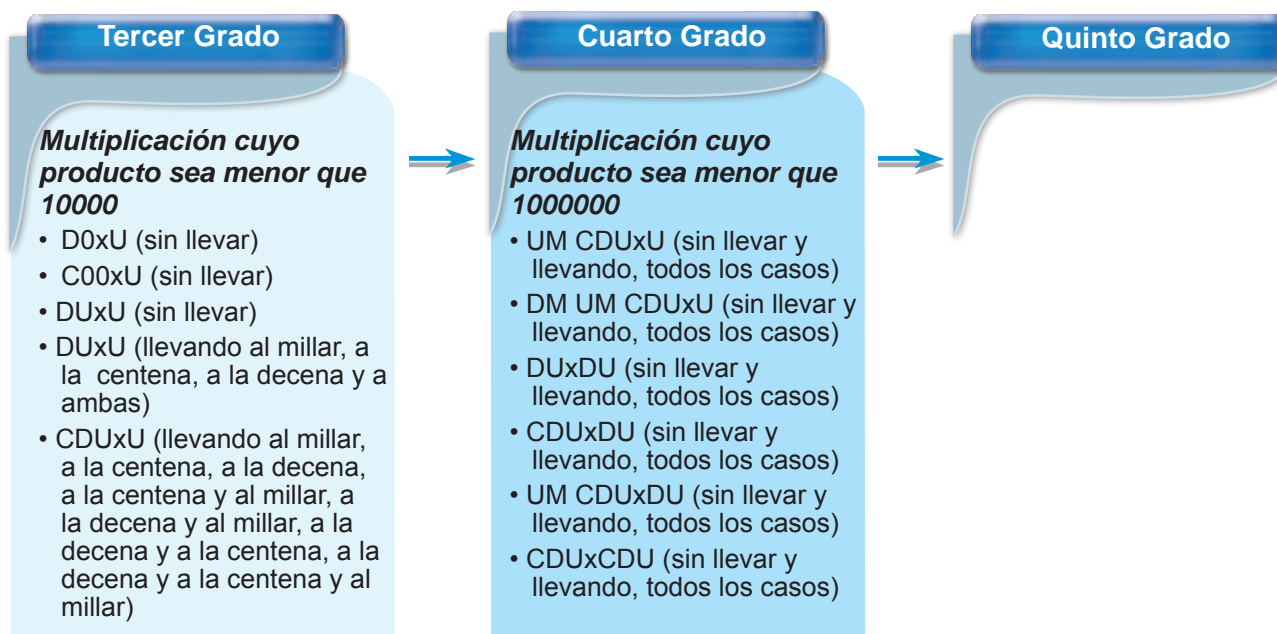 Tercer Grado
Multiplicación cuyo
producto sea menor que
10000
• D0xU (sin llevar)
• C00xU (sin llevar)
• DUxU (sin llevar)
• DUxU (llevando al millar, a
la centena, a la decena y a
ambas)
• CDUxU (llevando al millar,
a la centena, a la decena,
a la centena y al millar, a
la decena y al millar, a la
decena y a la centena, a la
decena y a la centena y al
millar)
Cuarto Grado
Multiplicación cuyo
producto sea menor que
1000000
• UM CDUxU (sin llevar y
llevando, todos los casos)
• DM UM CDUxU (sin llevar y
llevando, todos los casos)
• DUxDU (sin llevar y
llevando, todos los casos)
• CDUxDU (sin llevar y
llevando, todos los casos)
• UM CDUxDU (sin llevar y
llevando, todos los casos)
• CDUxCDU (sin llevar y
llevando, todos los casos)
Quinto Grado